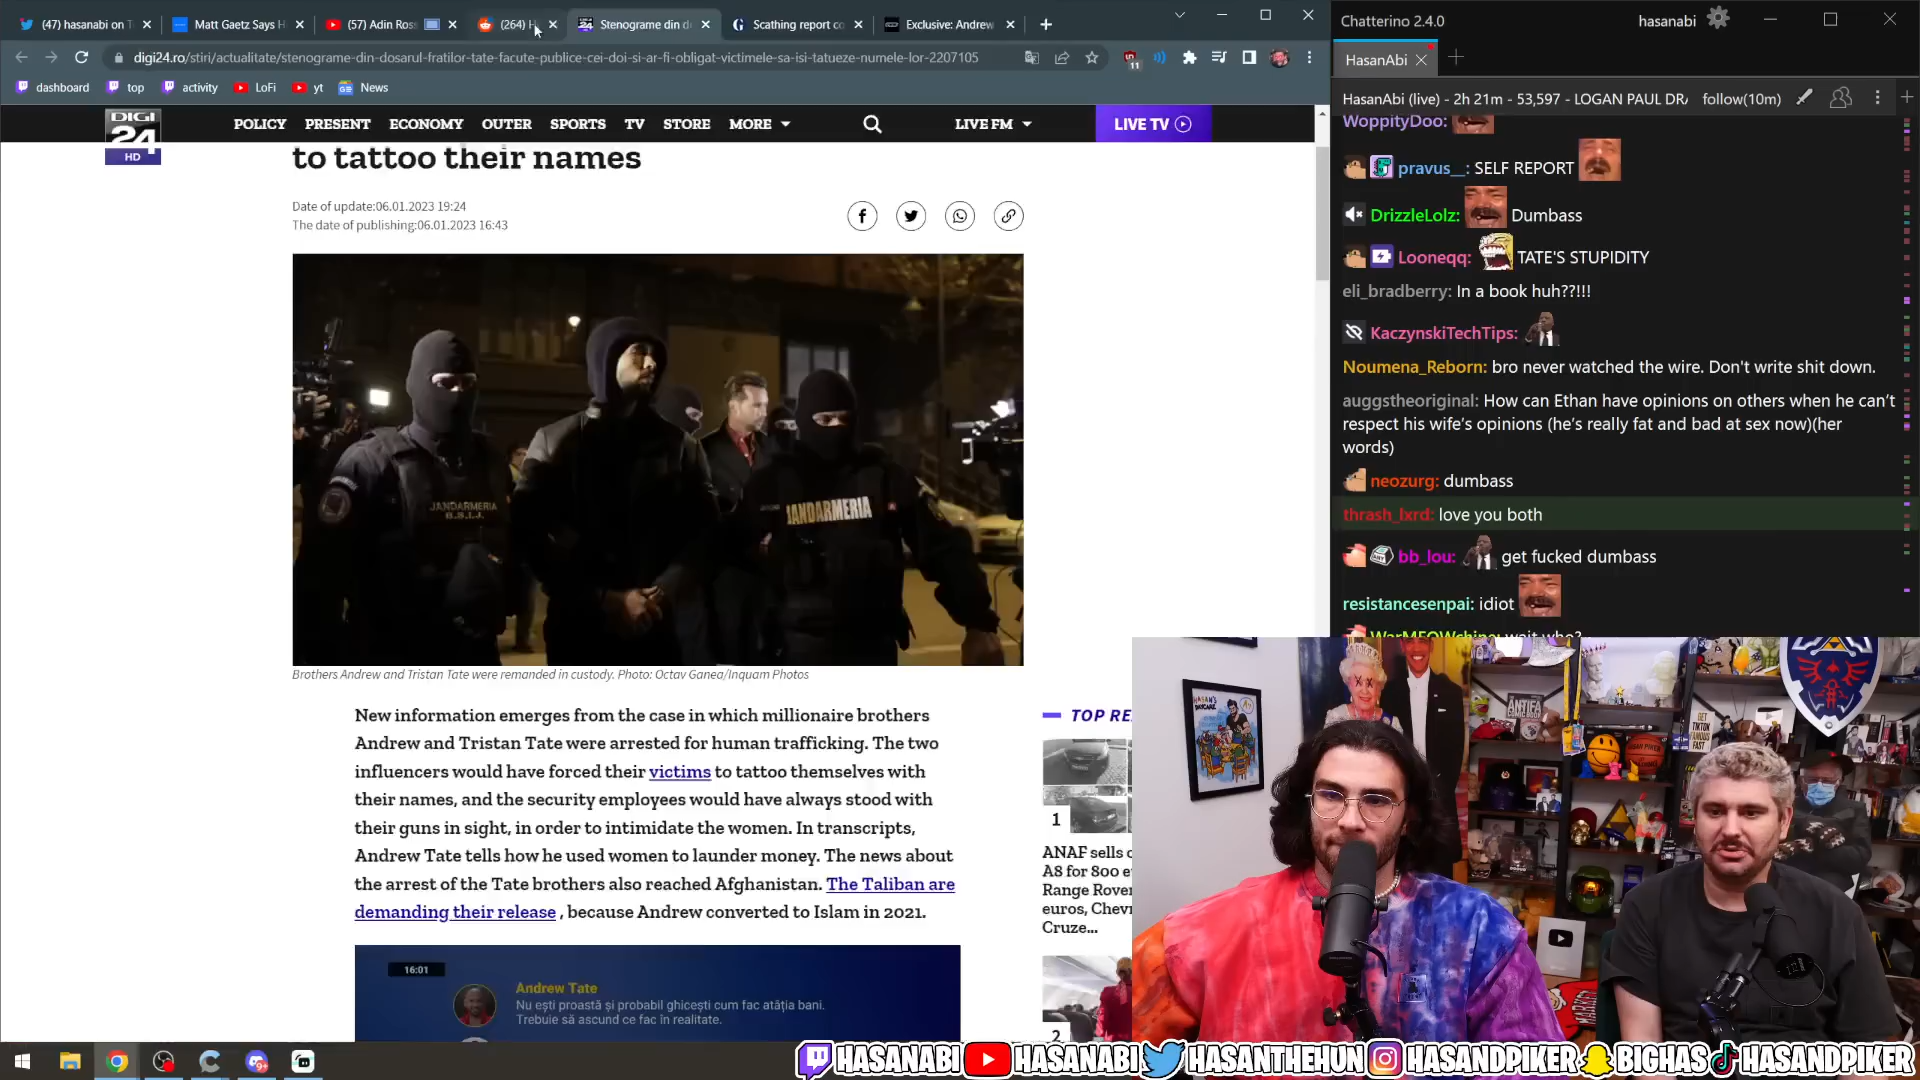 (47) hasanabi on T
Matt Gaetz Says H
(57) Adin Ross
(264) H
Stenograme din d
Scathing report co
Exclusive: Andrew
digi24.ro/stiri/actualitate/stenograme-din-dosarul-fratilor-tate-facute-publice-cei-doi-si-ar-fi-obligat-victimele-sa-isi-tatueze-numele-lor-2207105
11
dashboard
top
activity
LoFi
yt
News
DIGI
24
HD
POLICY PRESENT ECONOMY OUTER SPORTS TV STORE MORE
LIVE FM
LIVE TV
to tattoo their names
Date of update:06.01.2023 19:24
The date of publishing:06.01.2023 16:43
JANDARMERIA
B.S.I.J.
JANDARMERIA
Brothers Andrew and Tristan Tate were remanded in custody. Photo: Octav Ganea/Inquam Photos
New information emerges from the case in which millionaire brothers
Andrew and Tristan Tate were arrested for human trafficking. The two
influencers would have forced their victims to tattoo themselves with
their names, and the security employees would have always stood with
their guns in sight, in order to intimidate the women. In transcripts,
Andrew Tate tells how he used women to launder money. The news about
the arrest of the Tate brothers also reached Afghanistan. The Taliban are
demanding their release , because Andrew converted to Islam in 2021.
16:01
Andrew Tate
Nu ești proastă și probabil ghicești cum fac atâția bani.
Trebuie să ascund ce fac în realitate.
TOP RE
1
ANAF sells c
A8 for 800 e
Range Rover
euros, Chevr
Cruze...
2
Chatterino 2.4.0
hasanabi
HasanAbi
HasanAbi (live) - 2h 21m - 53,597 - LOGAN PAUL DR
follow(10m)
WoppityDoo:
pravus__: SELF REPORT
DrizzleLolz: Dumbass
Looneqq: TATE'S STUPIDITY
eli_bradberry: In a book huh??!!!
KaczynskiTechTips:
Noumena_Reborn: bro never watched the wire. Don't write shit down.
auggstheoriginal: How can Ethan have opinions on others when he can't
respect his wife's opinions (he's really fat and bad at sex now)(her
words)
neozurg: dumbass
thrash_lxrd: love you both
bb_lou: get fucked dumbass
resistancesenpai: idiot
WarMEOWchine: wait who?
ANTIFA
HASANABI HASANABI HASANTHEHUN HASANDPIKER BIGHAS HASANDPIKER